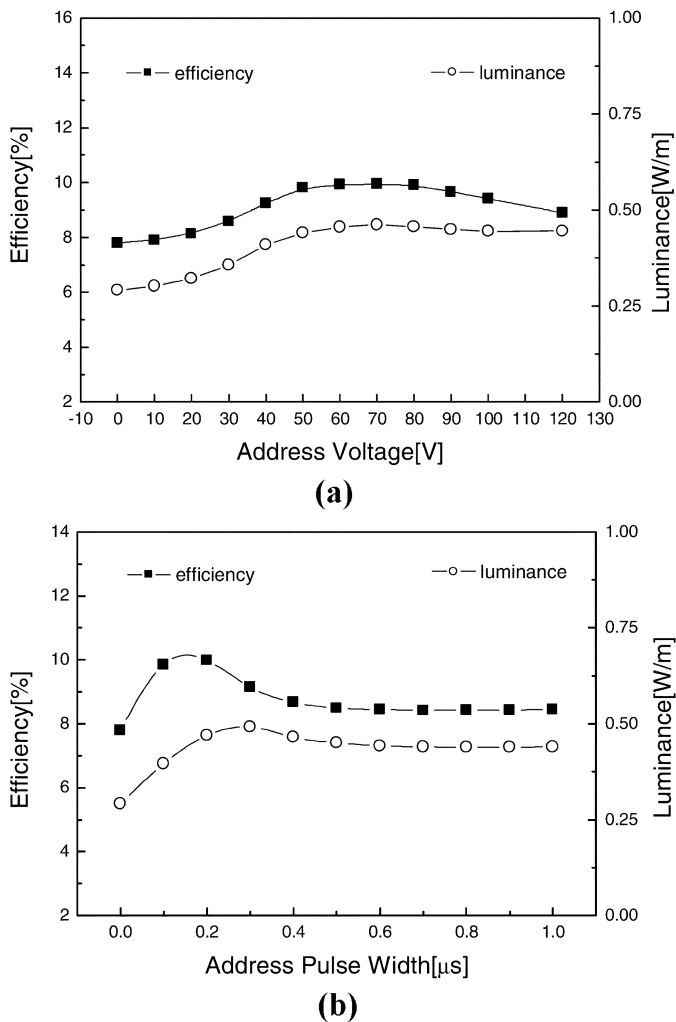 16
14
12
10
8
6
4
2
Efficiency[%]
efficiency
luminance
1.00
0.75
0.50
0.25
0.00
Luminance[W/m]
-10 0 10 20 30 40 50 60 70 80 90 100 110 120 130
Address Voltage[V]
(a)
14
12
10
8
6
4
2
Efficiency[%]
efficiency
luminance
1.00
0.75
0.50
0.25
0.00
Luminance[W/m]
0.0 0.2 0.4 0.6 0.8 1.0
Address Pulse Width[μs]
(b)